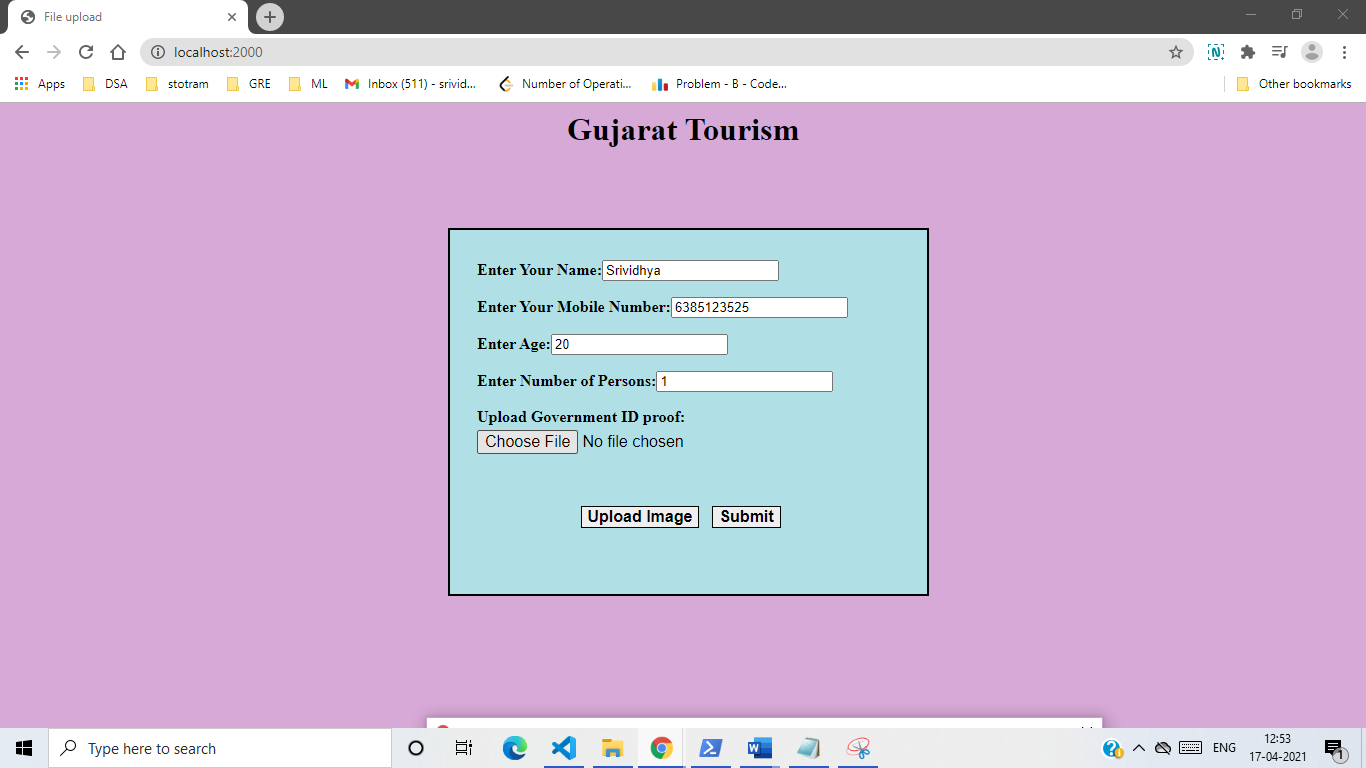 File upload
localhost:2000
Apps DSA stotram GRE ML Inbox (511) - srivid... Number of Operati... Problem - B - Code... Other bookmarks
Gujarat Tourism
Enter Your Name: Srividhya
Enter Your Mobile Number: 6385123525
Enter Age: 20
Enter Number of Persons: 1
Upload Government ID proof:
Choose File No file chosen
Upload Image Submit
Type here to search ENG 12:53
17-04-2021 1